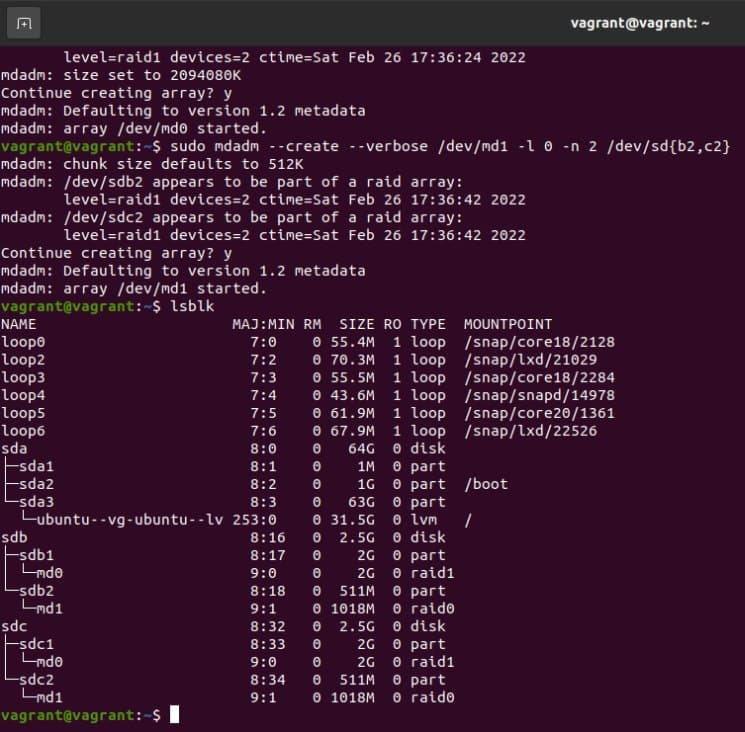 vagrant@vagrant: ~
level=raid1 devices=2 ctime=Sat Feb 26 17:36:24 2022
mdadm: size set to 2094080K
Continue creating array? y
mdadm: Defaulting to version 1.2 metadata
mdadm: array /dev/md0 started.
vagrant@vagrant:~$ sudo mdadm --create --verbose /dev/md1 -l 0 -n 2 /dev/sd{b2,c2}
mdadm: chunk size defaults to 512K
mdadm: /dev/sdb2 appears to be part of a raid array:
level=raid1 devices=2 ctime=Sat Feb 26 17:36:42 2022
mdadm: /dev/sdc2 appears to be part of a raid array:
level=raid1 devices=2 ctime=Sat Feb 26 17:36:42 2022
Continue creating array? y
mdadm: Defaulting to version 1.2 metadata
mdadm: array /dev/md1 started.
vagrant@vagrant:~$ lsblk
NAME MAJ:MIN RM SIZE RO TYPE MOUNTPOINT
loop0 7:0 0 55.4M 1 loop /snap/core18/2128
loop2 7:2 0 70.3M 1 loop /snap/lxd/21029
loop3 7:3 0 55.5M 1 loop /snap/core18/2284
loop4 7:4 0 43.6M 1 loop /snap/snapd/14978
loop5 7:5 0 61.9M 1 loop /snap/core20/1361
loop6 7:6 0 67.9M 1 loop /snap/lxd/22526
sda 8:0 0 64G 0 disk
├─sda1 8:1 0 1M 0 part
├─sda2 8:2 0 1G 0 part /boot
└─sda3 8:3 0 63G 0 part
  └─ubuntu--vg-ubuntu--lv 253:0 0 31.5G 0 lvm /
sdb 8:16 0 2.5G 0 disk
├─sdb1 8:17 0 2G 0 part
│ └─md0 9:0 0 2G 0 raid1
└─sdb2 8:18 0 511M 0 part
  └─md1 9:1 0 1018M 0 raid0
sdc 8:32 0 2.5G 0 disk
├─sdc1 8:33 0 2G 0 part
│ └─md0 9:0 0 2G 0 raid1
└─sdc2 8:34 0 511M 0 part
  └─md1 9:1 0 1018M 0 raid0
vagrant@vagrant:~$